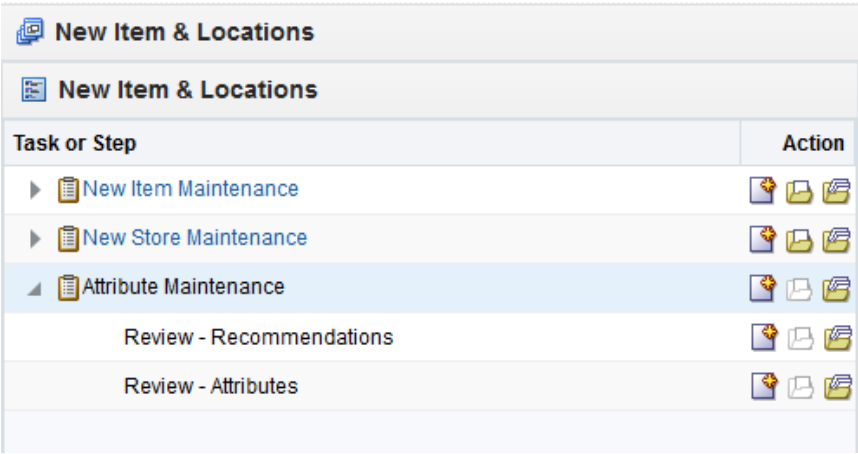 New Item & Locations
New Item & Locations
Task or Step Action
New Item Maintenance
New Store Maintenance
Attribute Maintenance
Review - Recommendations
Review - Attributes